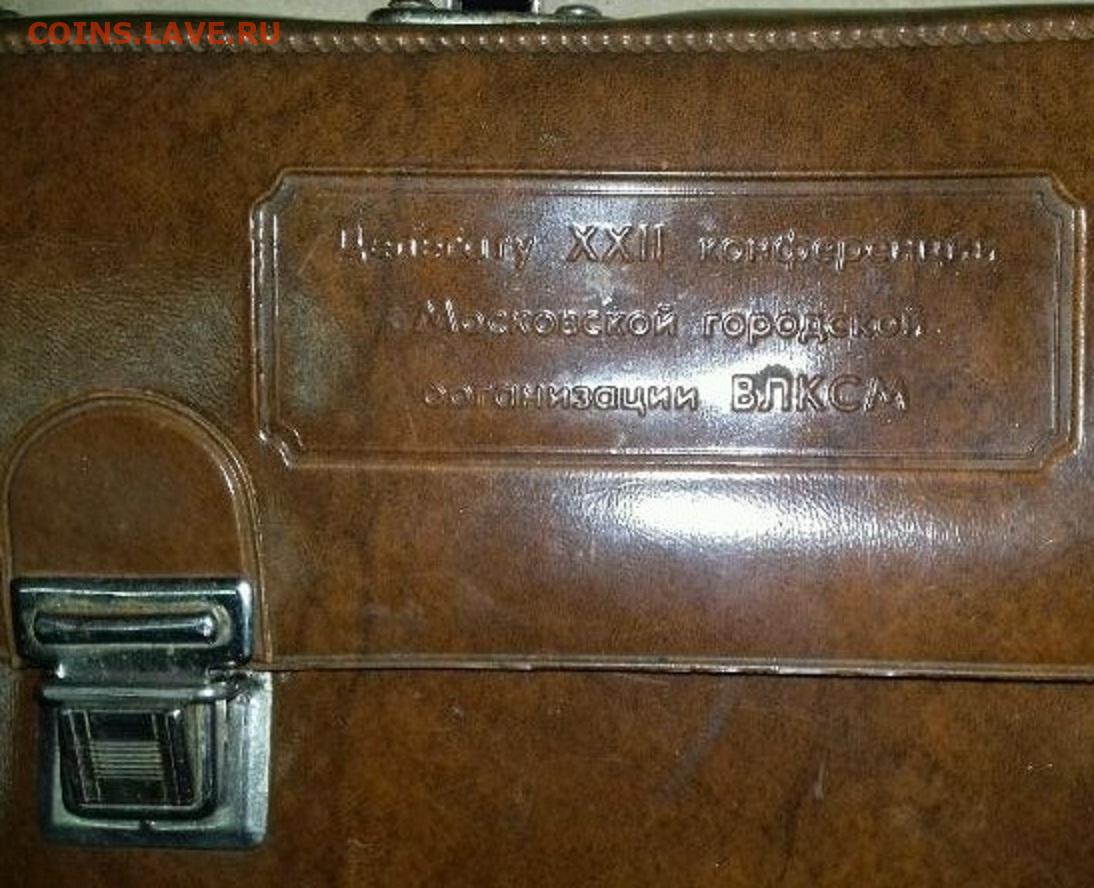 COINS.LAVE.RU
Делегату XXII конференции
Московской городской
организации ВЛКСМ